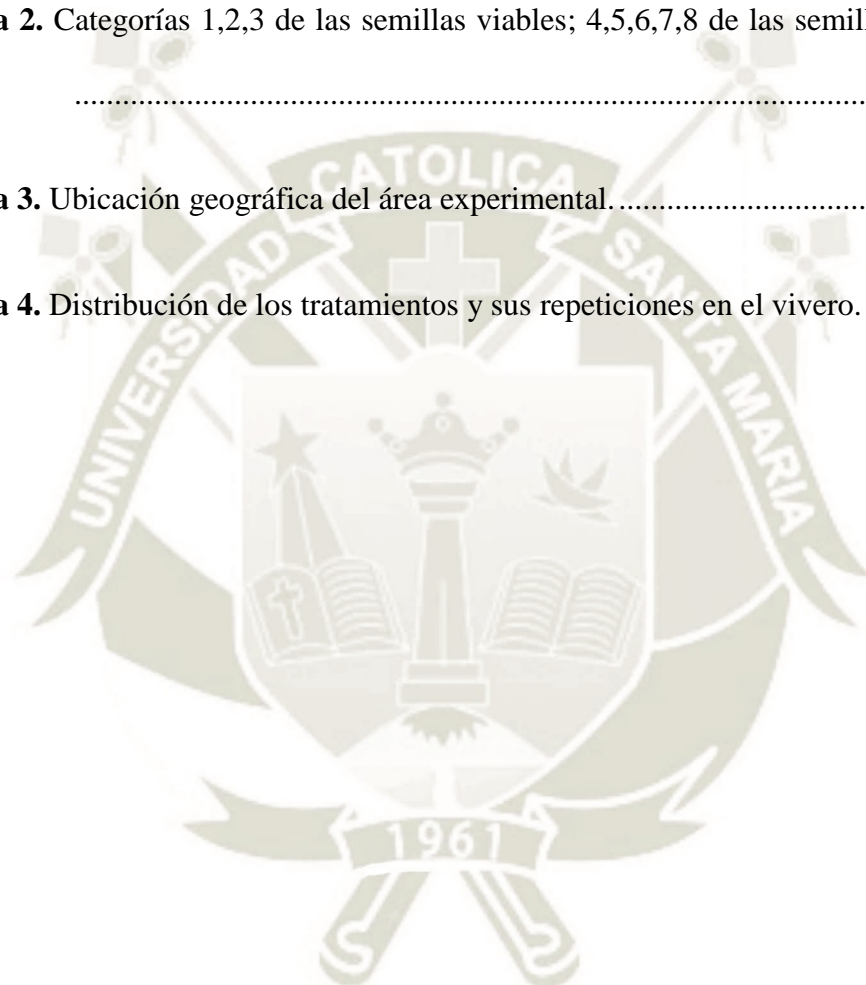 a 2. Categorías 1,2,3 de las semillas viables; 4,5,6,7,8 de las semill
................................................................................................
a 3. Ubicación geográfica del área experimental. ...............................
a 4. Distribución de los tratamientos y sus repeticiones en el vivero.
UNIVERSIDAD CATOLICA SANTA MARIA
1961